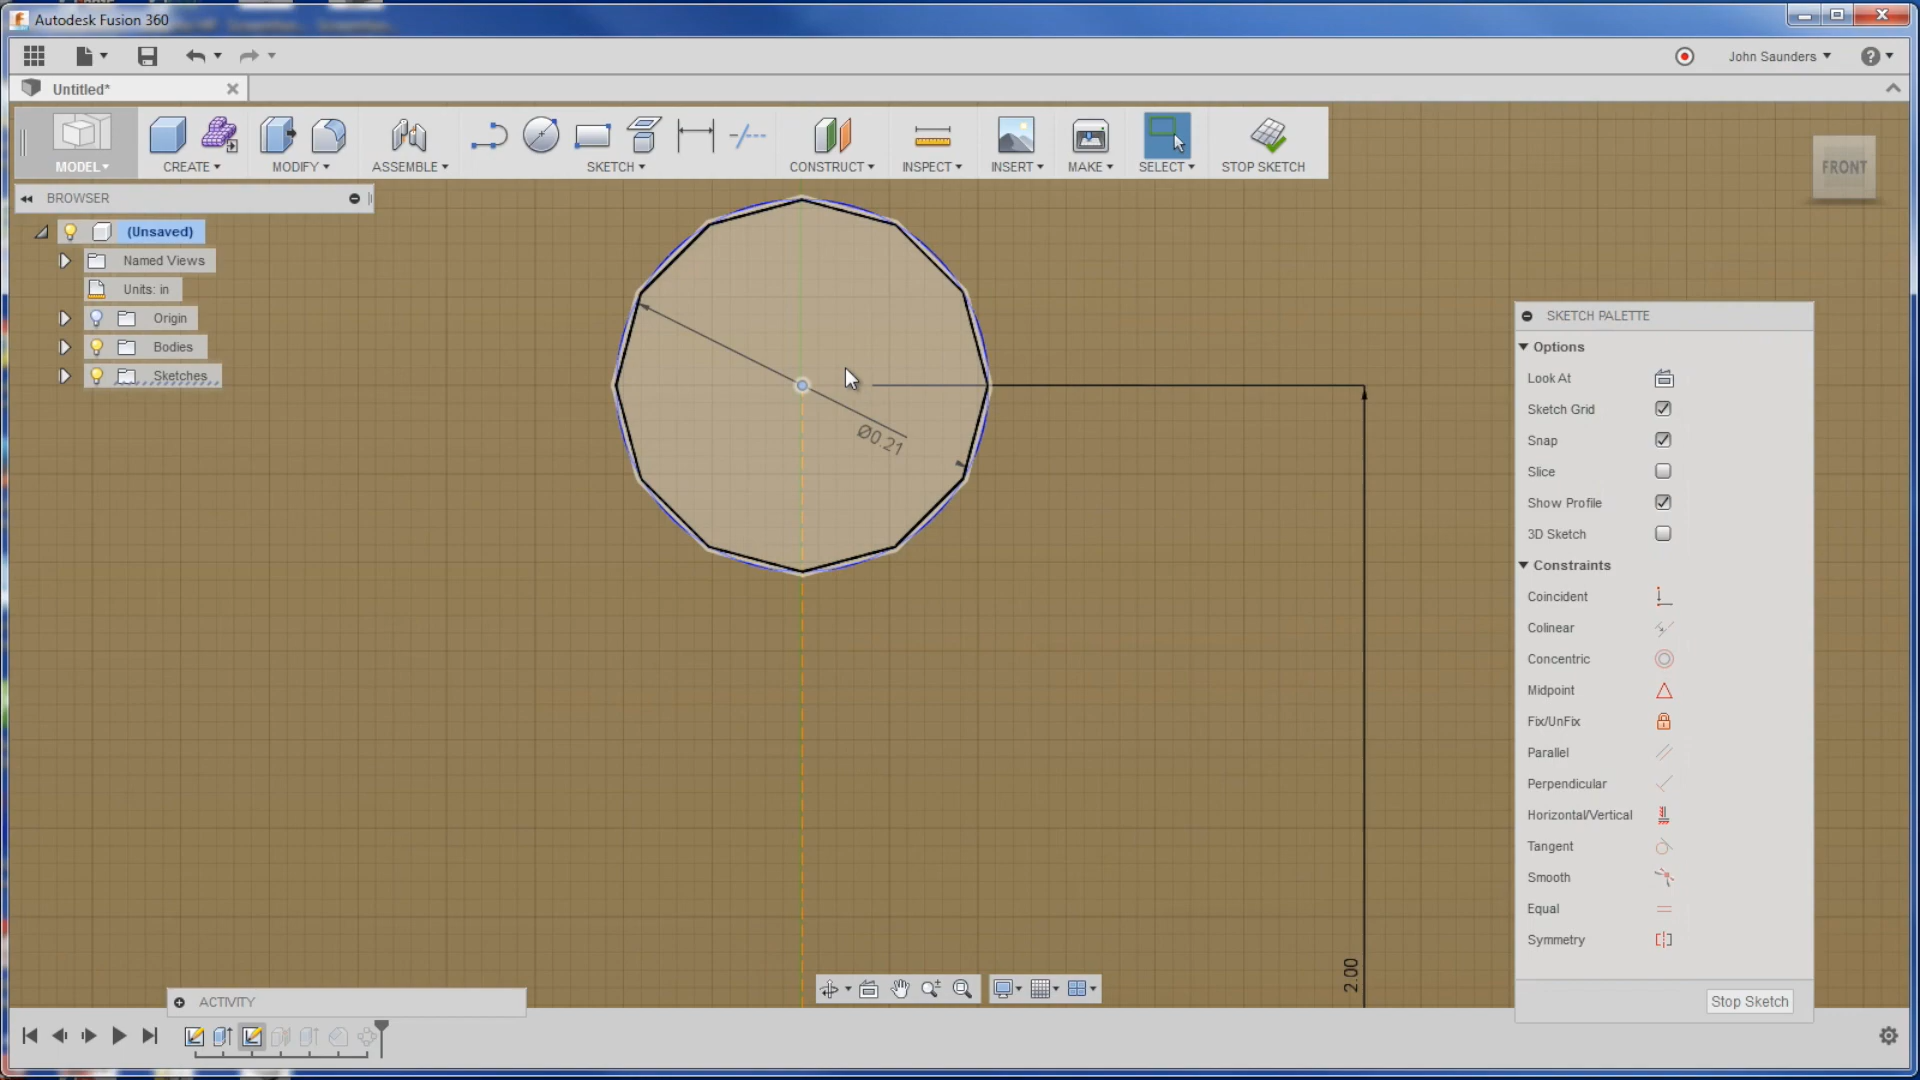 Autodesk Fusion 360
John Saunders
Untitled*
MODEL
CREATE
MODIFY
ASSEMBLE
SKETCH
CONSTRUCT
INSPECT
INSERT
MAKE
SELECT
STOP SKETCH
FRONT
BROWSER
(Unsaved)
Named Views
Units: in
Origin
Bodies
Sketches
Ø0.21
2.00
SKETCH PALETTE
Options
Look At
Sketch Grid
Snap
Slice
Show Profile
3D Sketch
Constraints
Coincident
Colinear
Concentric
Midpoint
Fix/UnFix
Parallel
Perpendicular
Horizontal/Vertical
Tangent
Smooth
Equal
Symmetry
Stop Sketch
ACTIVITY